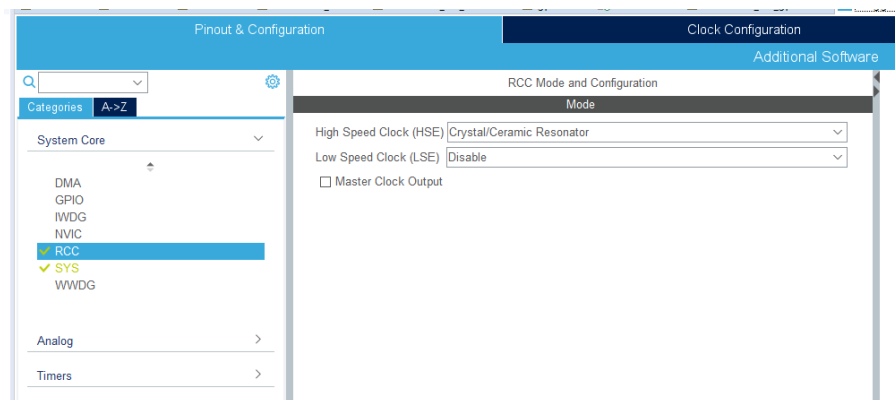 Pinout & Configuration
Clock Configuration
Additional Software
Categories A->Z
System Core
DMA
GPIO
IWDG
NVIC
RCC
SYS
WWDG
Analog
Timers
RCC Mode and Configuration
Mode
High Speed Clock (HSE) Crystal/Ceramic Resonator
Low Speed Clock (LSE) Disable
Master Clock Output